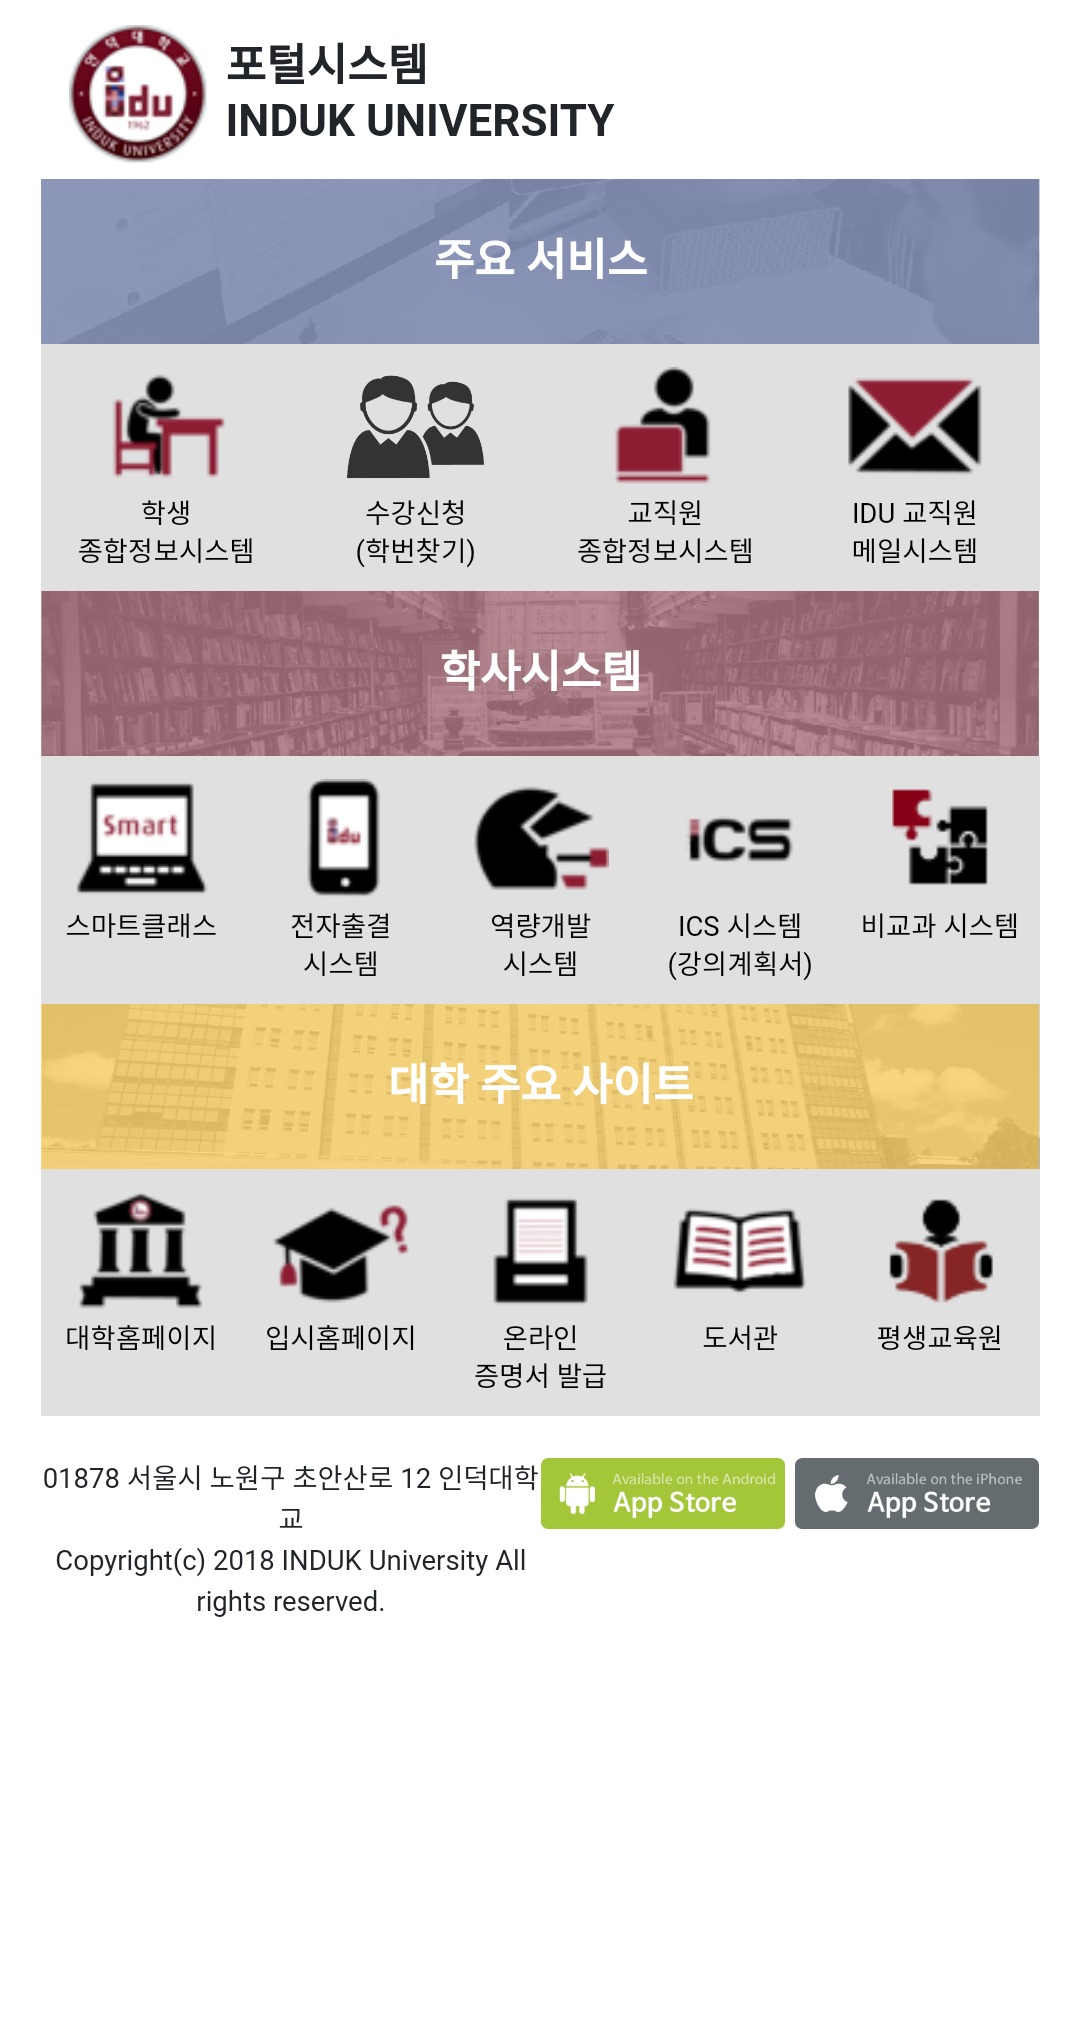 인덕대학교
idu
1962
INDUK UNIVERSITY
포털시스템
INDUK UNIVERSITY
주요 서비스
학생
종합정보시스템
수강신청
(학번찾기)
교직원
종합정보시스템
IDU 교직원
메일시스템
학사시스템
Smart
스마트클래스
idu
전자출결
시스템
역량개발
시스템
iCS
ICS 시스템
(강의계획서)
비교과 시스템
대학 주요 사이트
대학홈페이지
입시홈페이지
온라인
증명서 발급
도서관
평생교육원
01878 서울시 노원구 초안산로 12 인덕대학
교
Copyright(c) 2018 INDUK University All
rights reserved.
Available on the Android
App Store
Available on the iPhone
App Store